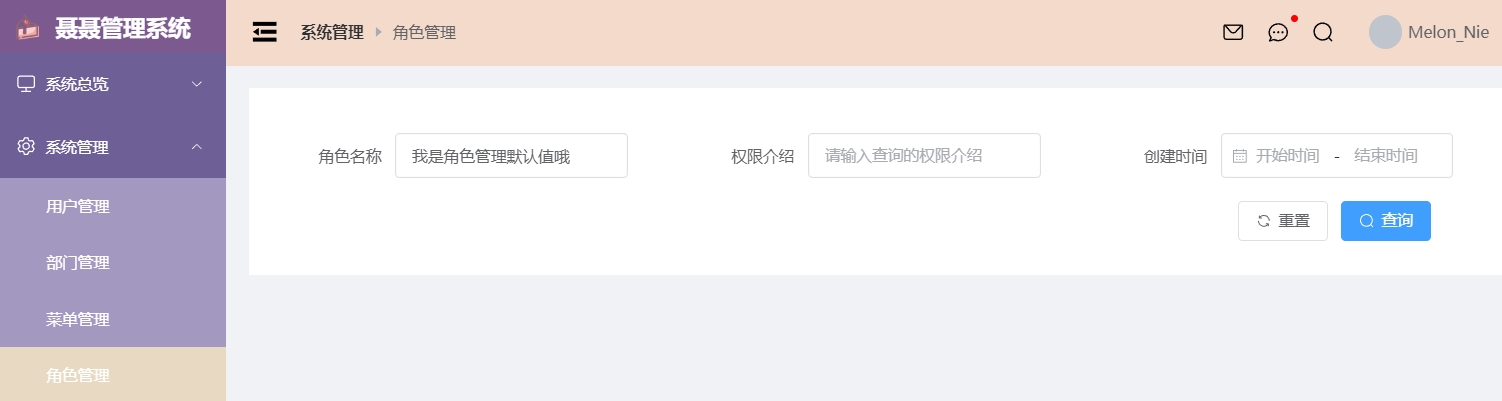 聂聂管理系统
系统管理 角色管理
Melon_Nie
系统总览
系统管理
用户管理
部门管理
菜单管理
角色管理
角色名称 我是角色管理默认值哦
权限介绍 请输入查询的权限介绍
创建时间 开始时间 - 结束时间
重置 查询